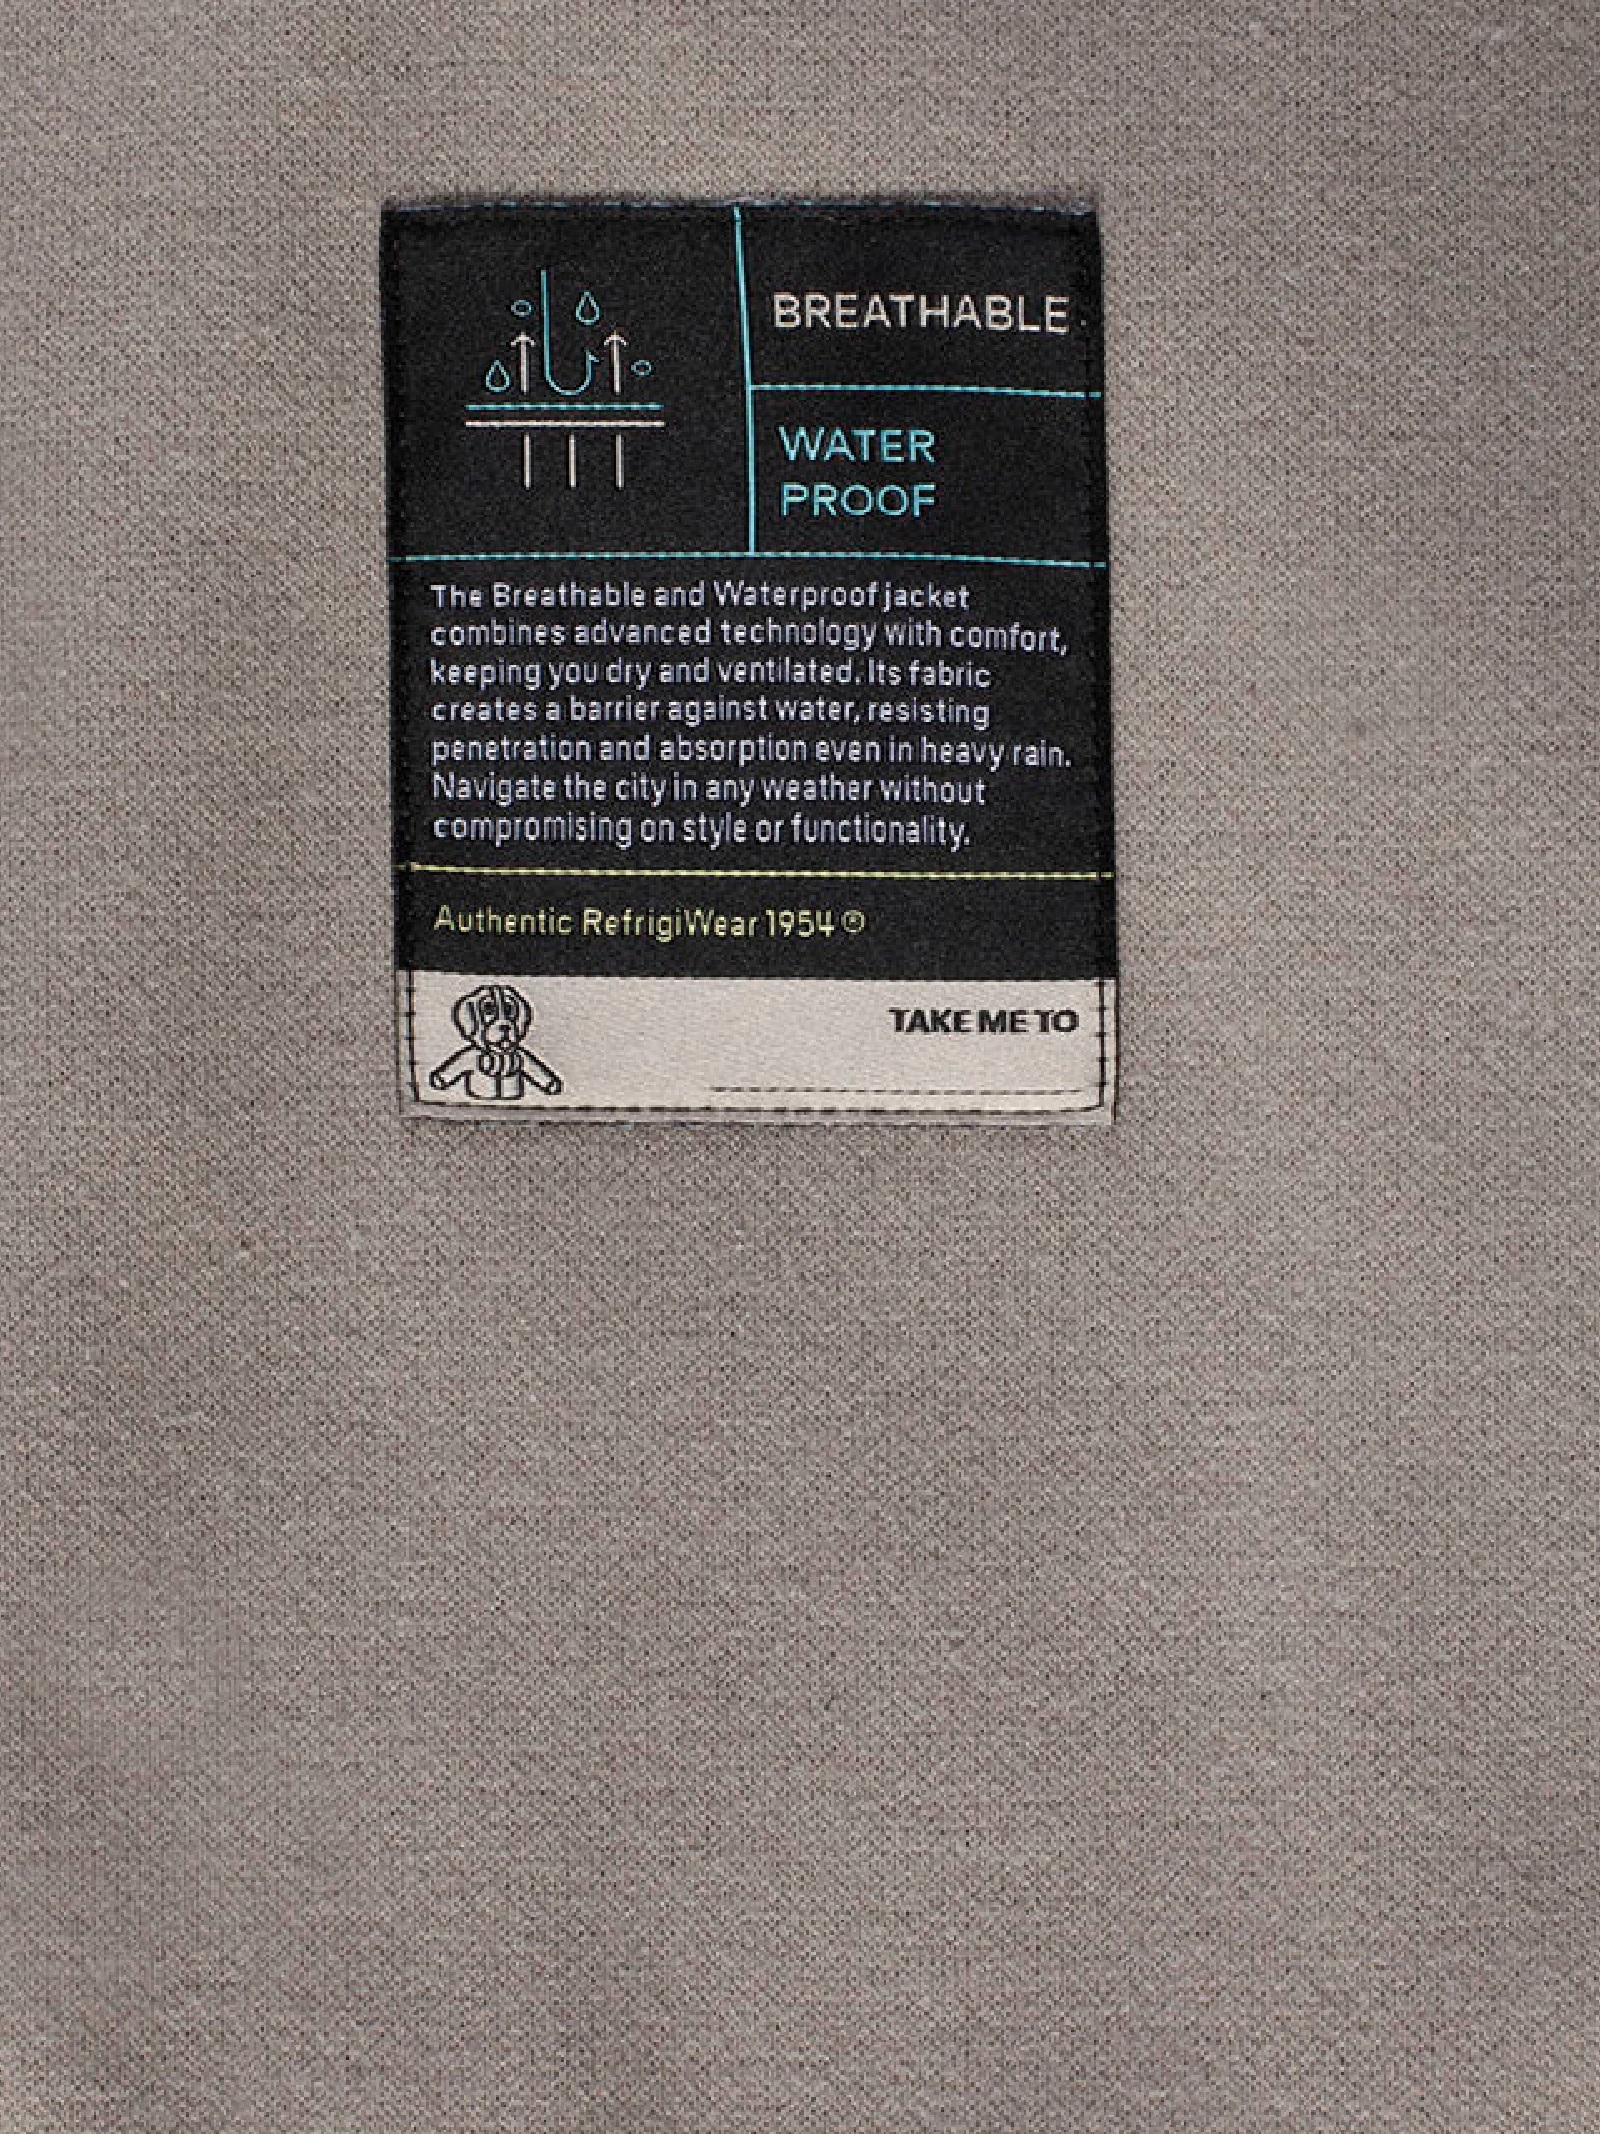 BREATHABLE
WATER
PROOF
The Breathable and Waterproof jacket
combines advanced technology with comfort,
keeping you dry and ventilated. Its fabric
creates a barrier against water, resisting
penetration and absorption even in heavy rain.
Navigate the city in any weather without
compromising on style or functionality.
Authentic RefrigiWear 1954 ®
TAKE ME TO